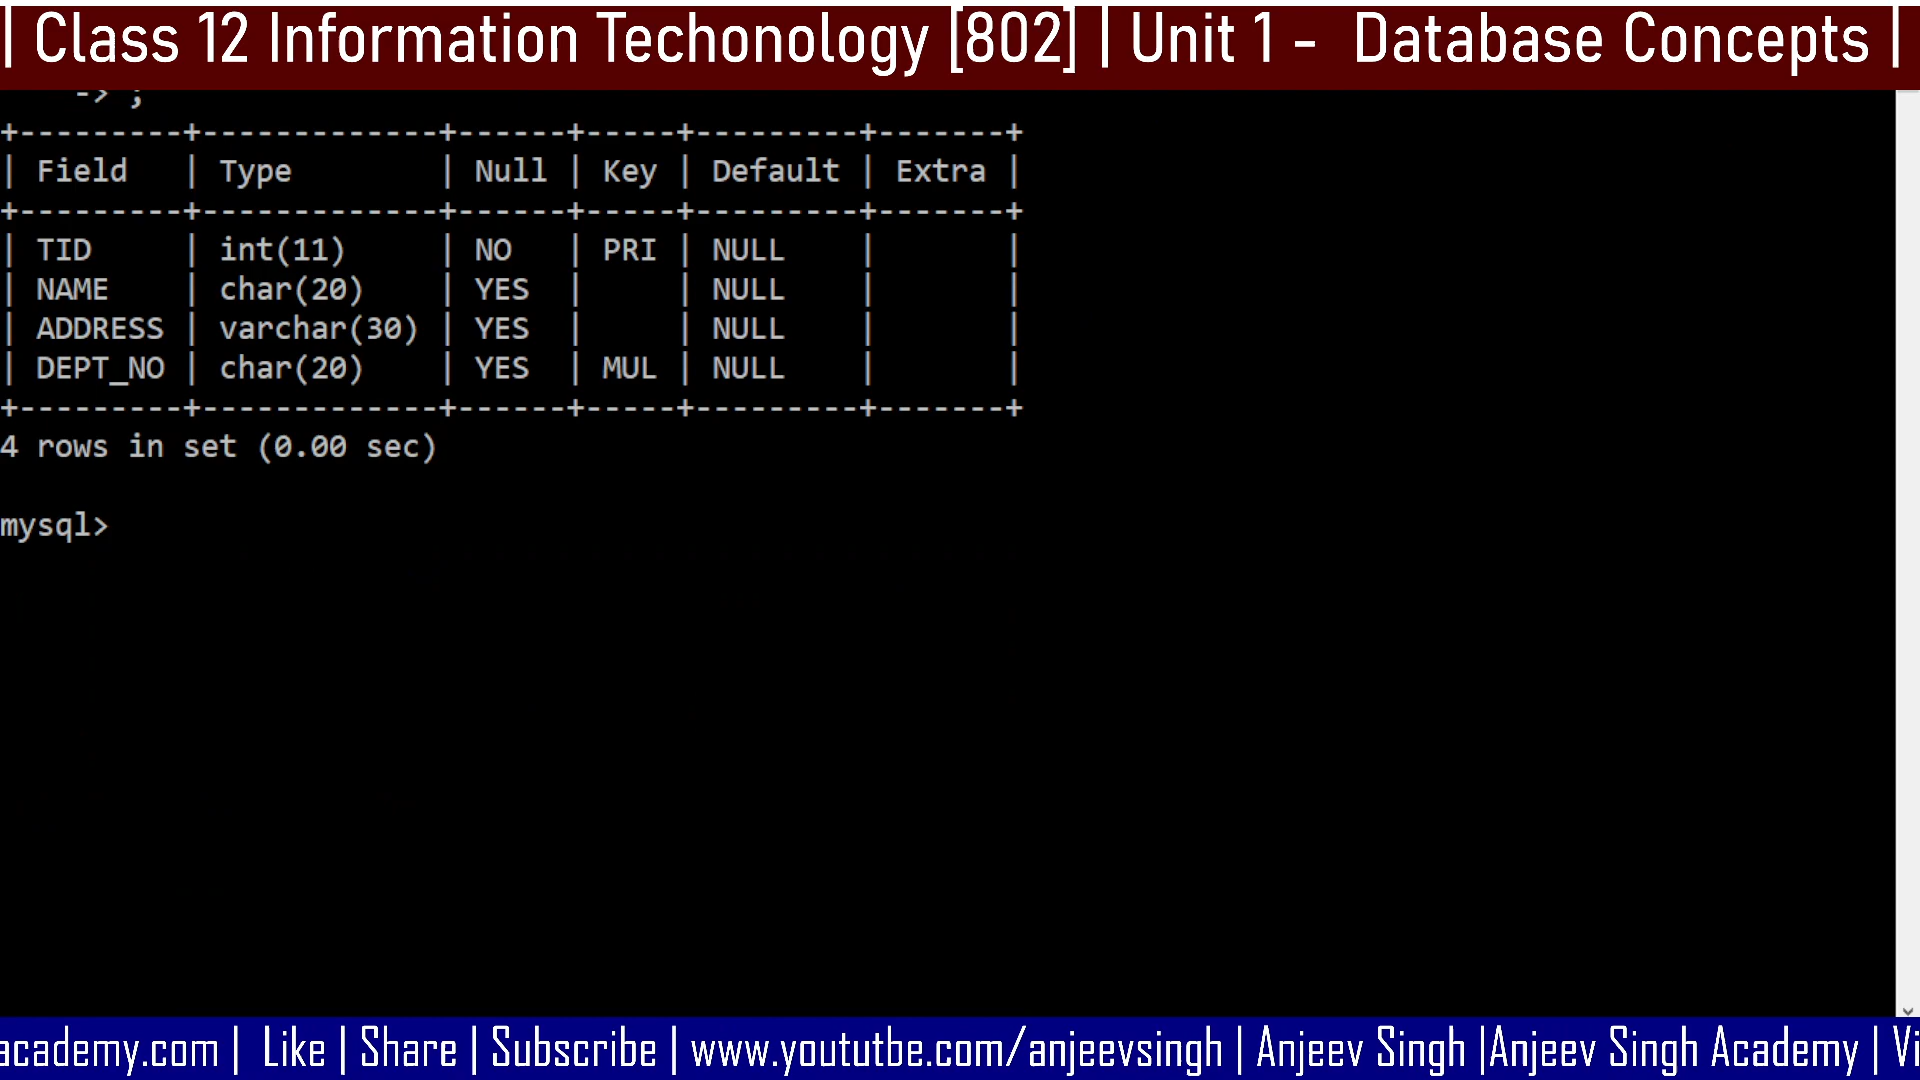 | Class 12 Information Techonology [802] | Unit 1 - Database Concepts |
-> ;
+---------+-------------+------+-----+---------+-------+
| Field   | Type        | Null | Key | Default | Extra |
+---------+-------------+------+-----+---------+-------+
| TID     | int(11)     | NO   | PRI | NULL    |       |
| NAME    | char(20)    | YES  |     | NULL    |       |
| ADDRESS | varchar(30) | YES  |     | NULL    |       |
| DEPT_NO | char(20)    | YES  | MUL | NULL    |       |
+---------+-------------+------+-----+---------+-------+
4 rows in set (0.00 sec)
mysql>
academy.com | Like | Share | Subscribe | www.yoututbe.com/anjeevsingh | Anjeev Singh |Anjeev Singh Academy | Vi